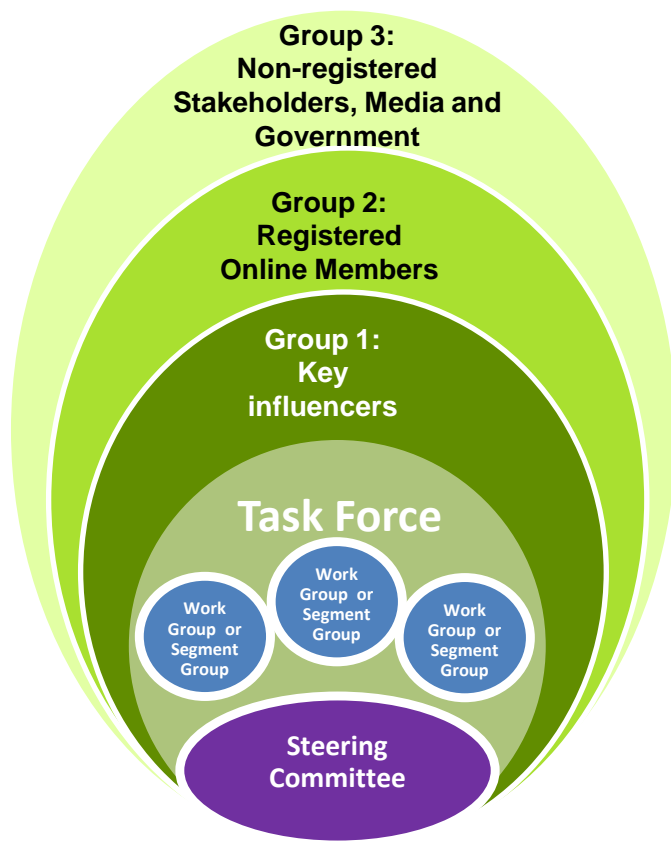 Group 3:
Non-registered
Stakeholders, Media and
Government
Group 2:
Registered
Online Members
Group 1:
Key
influencers
Task Force
Work
Group or
Segment
Group
Work
Group or
Segment
Group
Work
Group or
Segment
Group
Steering
Committee